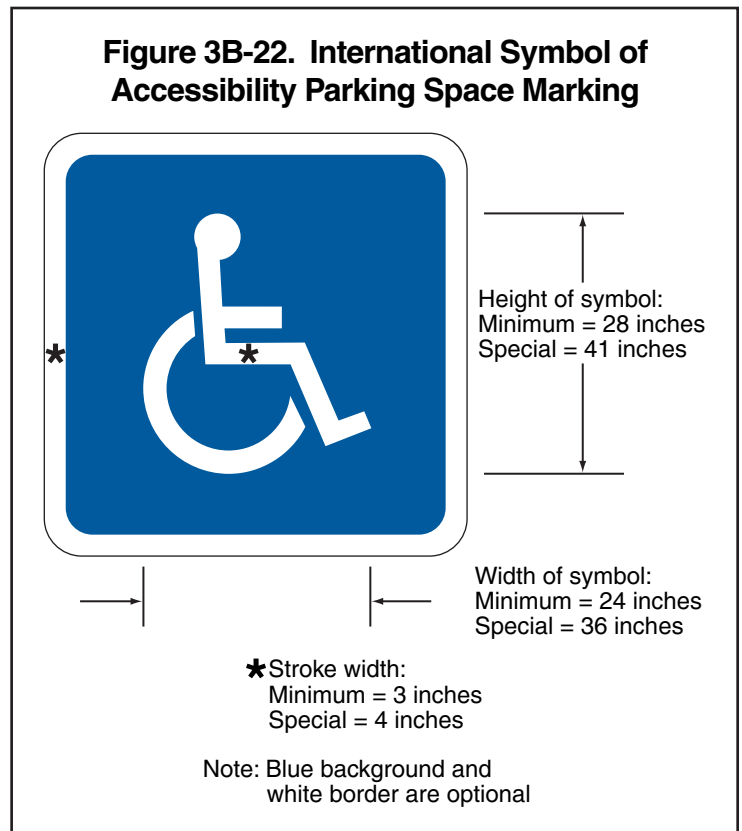 Figure 3B-22. International Symbol of
Accessibility Parking Space Marking
Height of symbol:
Minimum = 28 inches
Special = 41 inches
Width of symbol:
Minimum = 24 inches
Special = 36 inches
*Stroke width:
Minimum = 3 inches
Special = 4 inches
Note: Blue background and
white border are optional